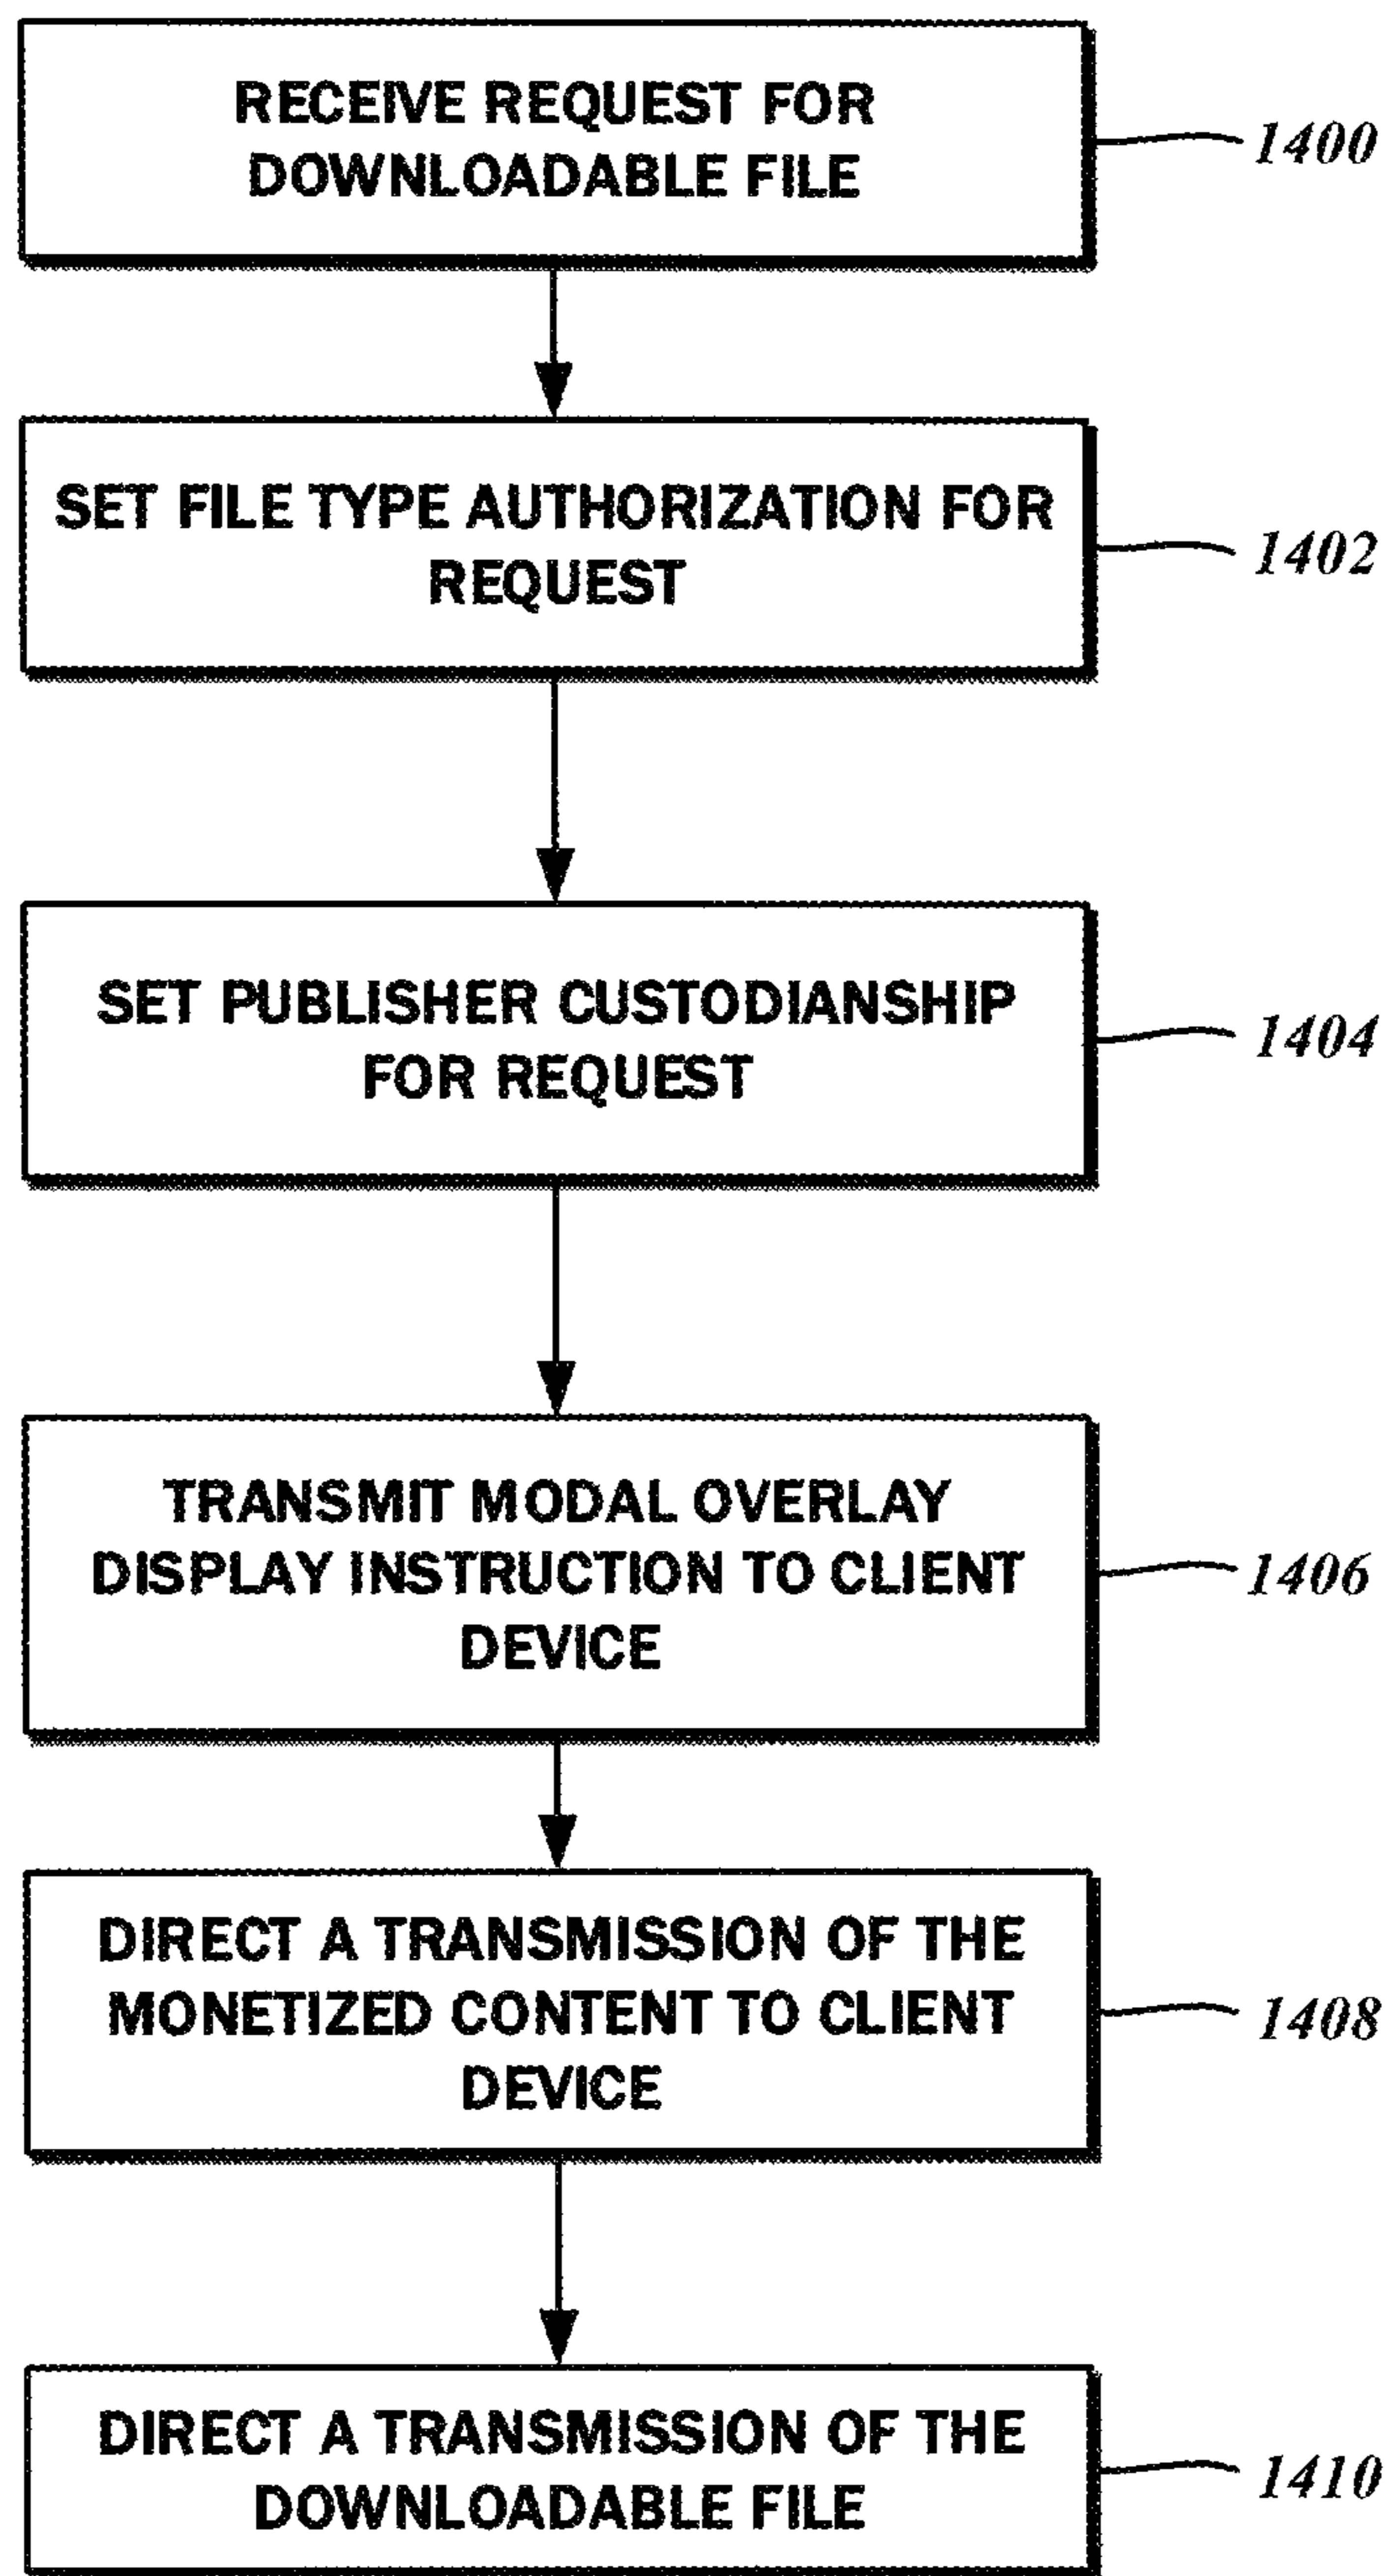 RECEIVE REQUEST FOR
DOWNLOADABLE FILE
1400
SET FILE TYPE AUTHORIZATION FOR
REQUEST
1402
SET PUBLISHER CUSTODIANSHIP
FOR REQUEST
1404
TRANSMIT MODAL OVERLAY
DISPLAY INSTRUCTION TO CLIENT
DEVICE
1406
DIRECT A TRANSMISSION OF THE
MONETIZED CONTENT TO CLIENT
DEVICE
1408
DIRECT A TRANSMISSION OF THE
DOWNLOADABLE FILE
1410